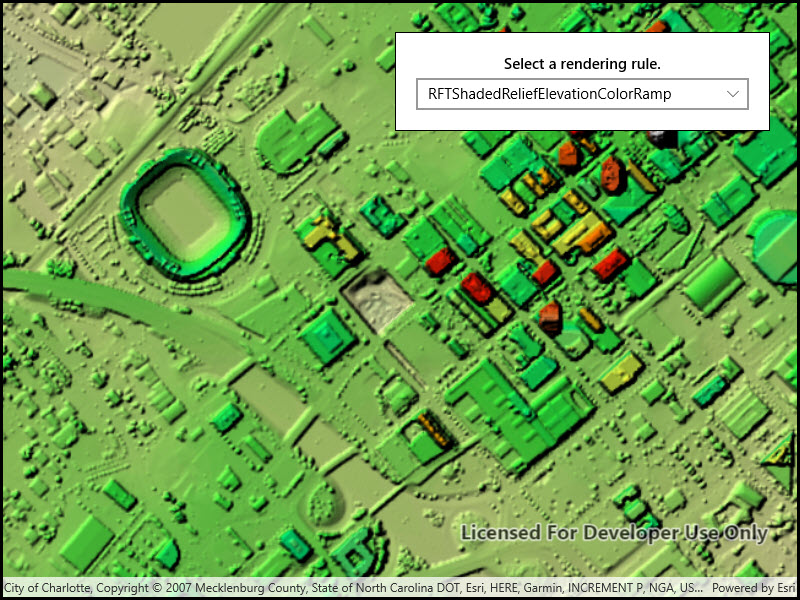 Select a rendering rule.
RFTShadedReliefElevationColorRamp
Licensed For Developer Use Only
City of Charlotte, Copyright © 2007 Mecklenburg County, State of North Carolina DOT, Esri, HERE, Garmin, INCREMENT P, NGA, US... Powered by Esri